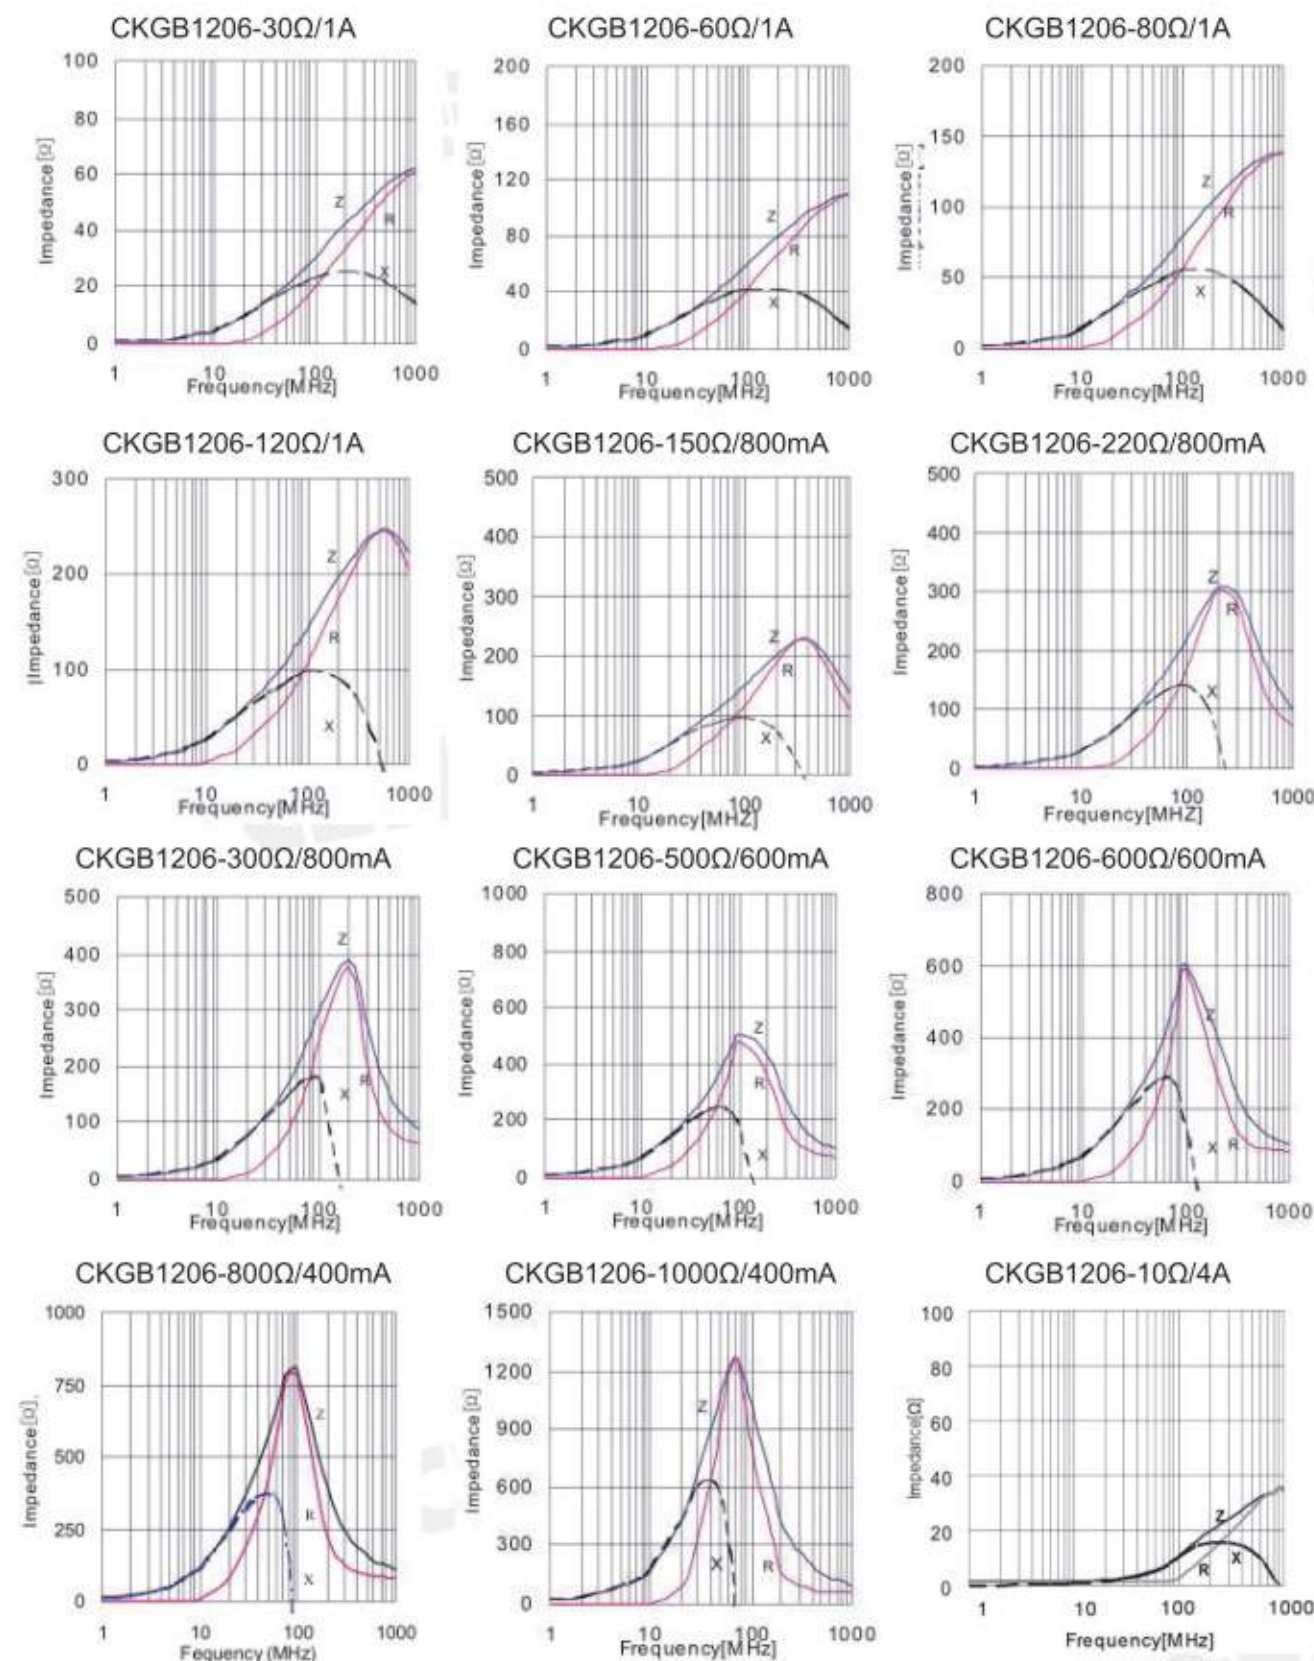 CKGB1206-30Ω/1A
100
80
60
40
20
0
Impedance[Ω]
Z
R
X
1 10 100 1000
Frequency[MHz]
CKGB1206-60Ω/1A
200
160
120
80
40
0
Impedance[Ω]
Z
R
X
1 10 100 1000
Frequency[MHz]
CKGB1206-80Ω/1A
200
150
100
50
0
Impedance[Ω]
Z
R
X
1 10 100 1000
Frequency[MHz]
CKGB1206-120Ω/1A
300
200
100
0
Impedance[Ω]
Z
R
X
1 10 100 1000
Frequency[MHz]
CKGB1206-150Ω/800mA
500
400
300
200
100
0
Impedance[Ω]
Z
R
X
1 10 100 1000
Frequency[MHZ]
CKGB1206-220Ω/800mA
500
400
300
200
100
0
Impedance[Ω]
Z
R
X
1 10 100 1000
Frequency[MHZ]
CKGB1206-300Ω/800mA
500
400
300
200
100
0
Impedance[Ω]
Z
R
X
1 10 100 1000
Frequency[MHz]
CKGB1206-500Ω/600mA
1000
800
600
400
200
0
Impedance[Ω]
Z
R
X
1 10 100 1000
Frequency[MHz]
CKGB1206-600Ω/600mA
800
600
400
200
0
Impedance[Ω]
Z
X R
1 10 100 1000
Frequency[MHz]
CKGB1206-800Ω/400mA
1000
750
500
250
0
Impedance[Ω].
Z
R
X
1 10 100 1000
Fequency(MHz)
CKGB1206-1000Ω/400mA
1500
1200
900
600
300
0
Impedance[Ω]
Z
X R
1 10 100 1000
Frequency[MHz]
CKGB1206-10Ω/4A
100
80
60
40
20
0
Impedance[Ω]
Z
X
R
1 10 100 1000
Frequency[MHz]